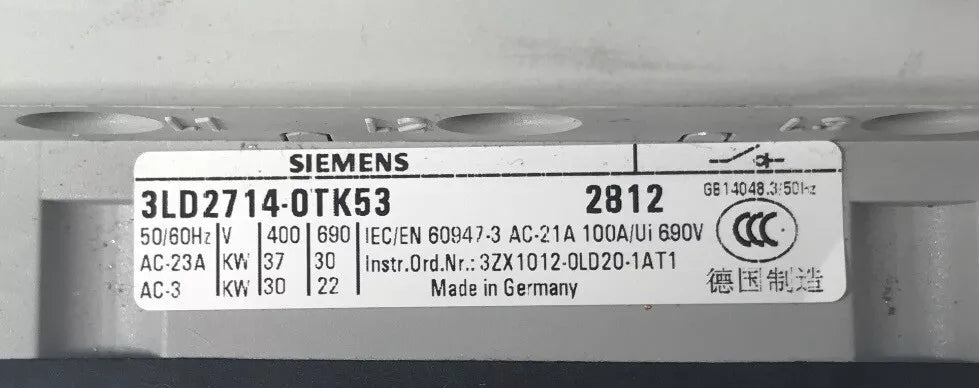 SIEMENS
3LD2714-0TK53 2812 GB14048.3/50Hz
50/60Hz V 400 690 IEC/EN 60947-3 AC-21A 100A/Ui 690V
AC-23A KW 37 30 Instr.Ord.Nr.: 3ZX1012-0LD20-1AT1
AC-3 KW 30 22 Made in Germany
CCC
德国制造